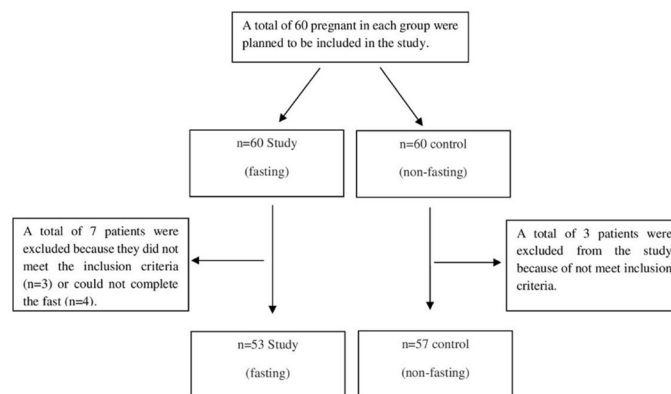 A total of 60 pregnant in each group were
planned to be included in the study.
n=60 Study
(fasting)
n=60 control
(non-fasting)
A total of 7 patients were
excluded because they did not
meet the inclusion criteria
(n=3) or could not complete
the fast (n=4).
A total of 3 patients were
excluded from the study
because of not meet inclusion
criteria.
n=53 Study
(fasting)
n=57 control
(non-fasting)